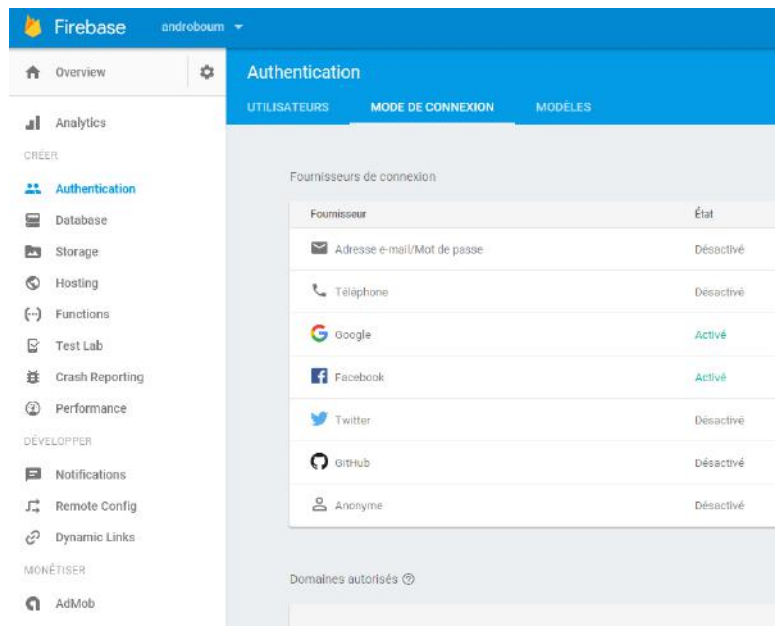 Firebase
androboum
Overview
Analytics
CRÉER
Authentication
Database
Storage
Hosting
Functions
Test Lab
Crash Reporting
Performance
DÉVELOPPER
Notifications
Remote Config
Dynamic Links
MONÉTISER
AdMob
Authentication
UTILISATEURS MODE DE CONNEXION MODÈLES
Fournisseurs de connexion
Fournisseur État
Adresse e-mail/Mot de passe Désactivé
Téléphone Désactivé
Google Activé
Facebook Activé
Twitter Désactivé
GitHub Désactivé
Anonyme Désactivé
Domaines autorisés